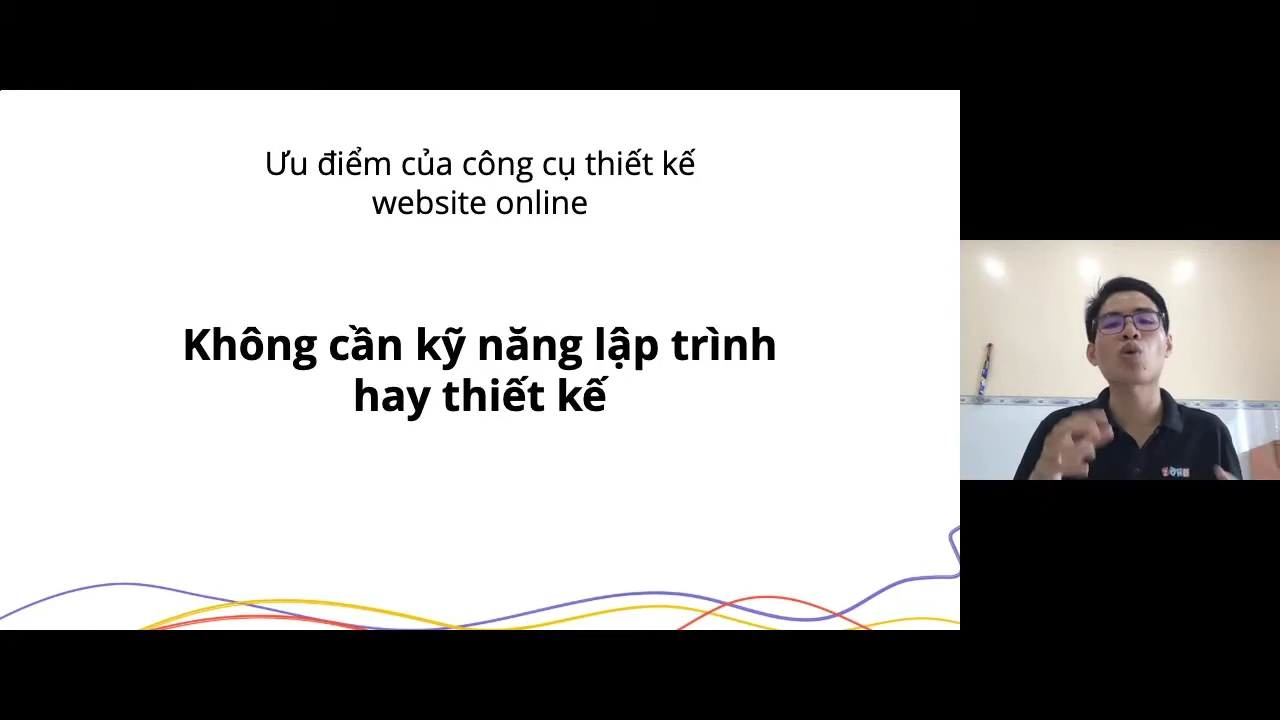 Ưu điểm của công cụ thiết kế
website online
Không cần kỹ năng lập trình
hay thiết kế